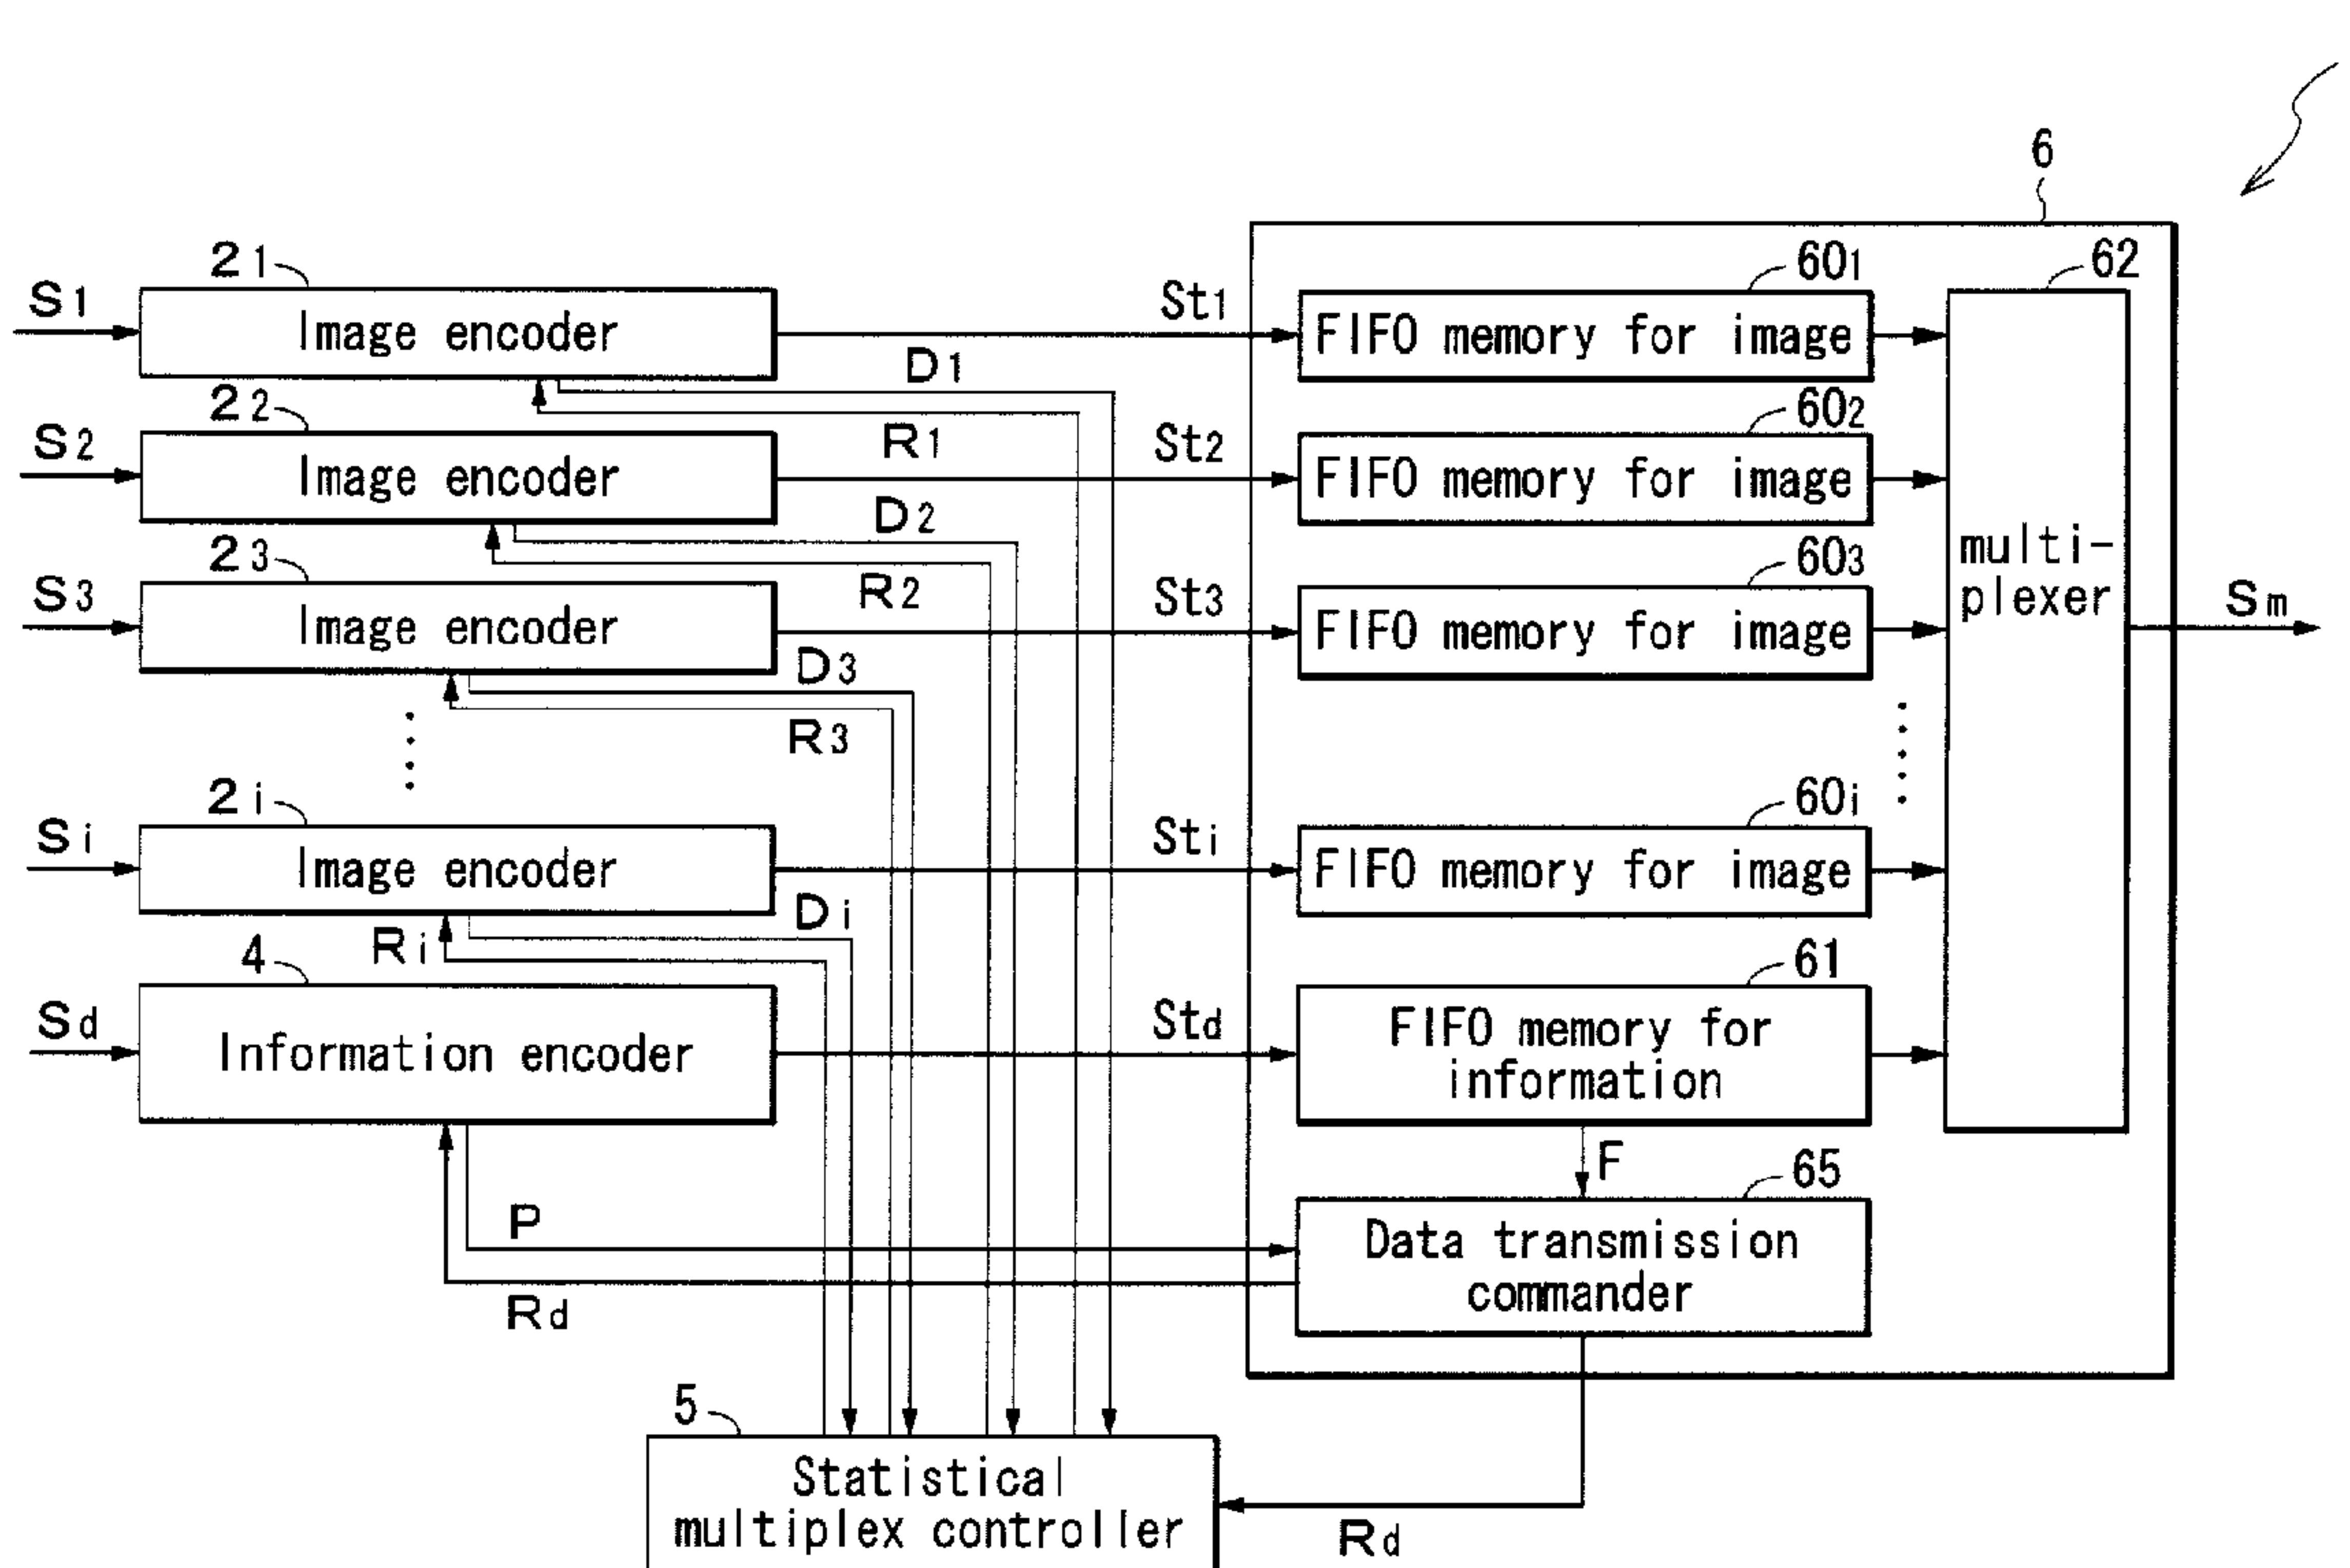 6
21
S1
Image encoder
St1
601
FIFO memory for image
62
D1
22
R1
S2
Image encoder
St2
602
FIFO memory for image
D2
23
R2
S3
Image encoder
St3
603
FIFO memory for image
multi-
plexer
Sm
D3
R3
2i
Si
Image encoder
Sti
60i
FIFO memory for image
Di
Ri
4
Sd
Information encoder
Std
61
FIFO memory for
information
F
65
P
Data transmission
commander
Rd
5
Statistical
multiplex controller
Rd